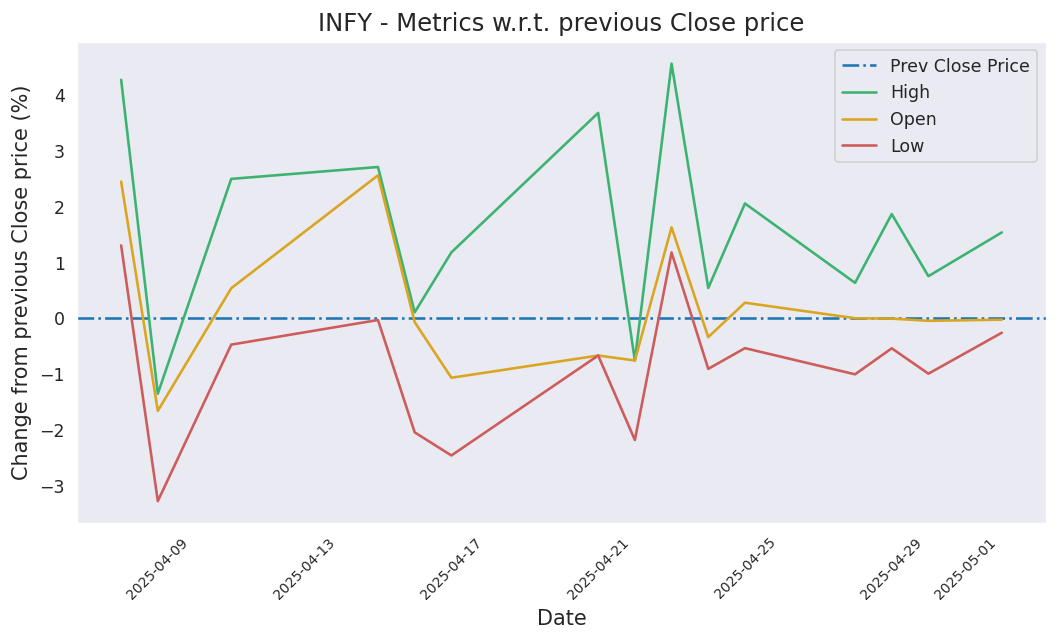 INFY - Metrics w.r.t. previous Close price
Prev Close Price
High
Open
Low
Change from previous Close price (%)
4
3
2
1
0
−1
−2
−3
2025-04-09
2025-04-13
2025-04-17
2025-04-21
2025-04-25
2025-04-29
2025-05-01
Date